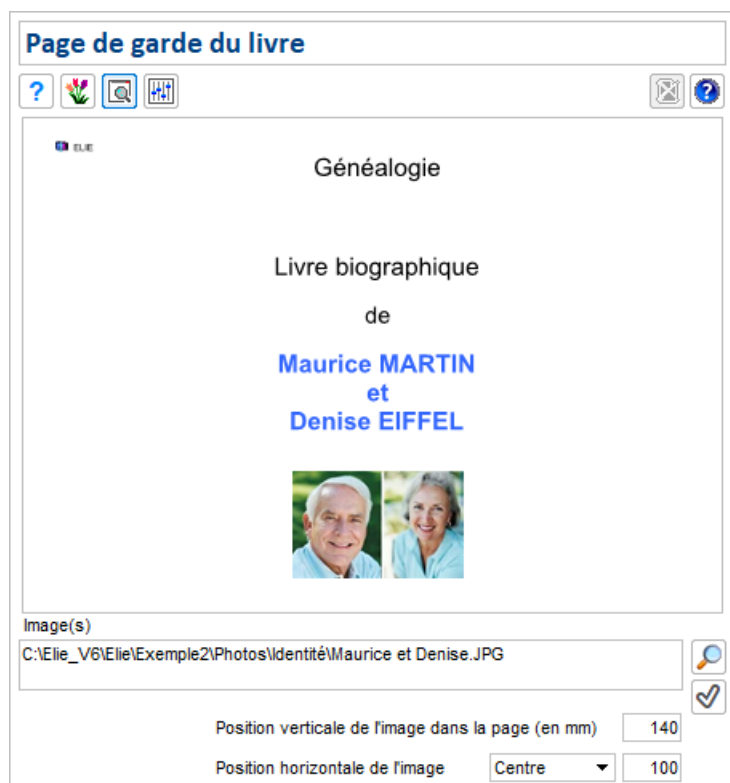 Page de garde du livre
ELIE
Généalogie
Livre biographique
de
Maurice MARTIN
et
Denise EIFFEL
Image(s)
C:\Elie_V6\Elie\Exemple2\Photos\Identité\Maurice et Denise.JPG
Position verticale de l'image dans la page (en mm) 140
Position horizontale de l'image Centre 100